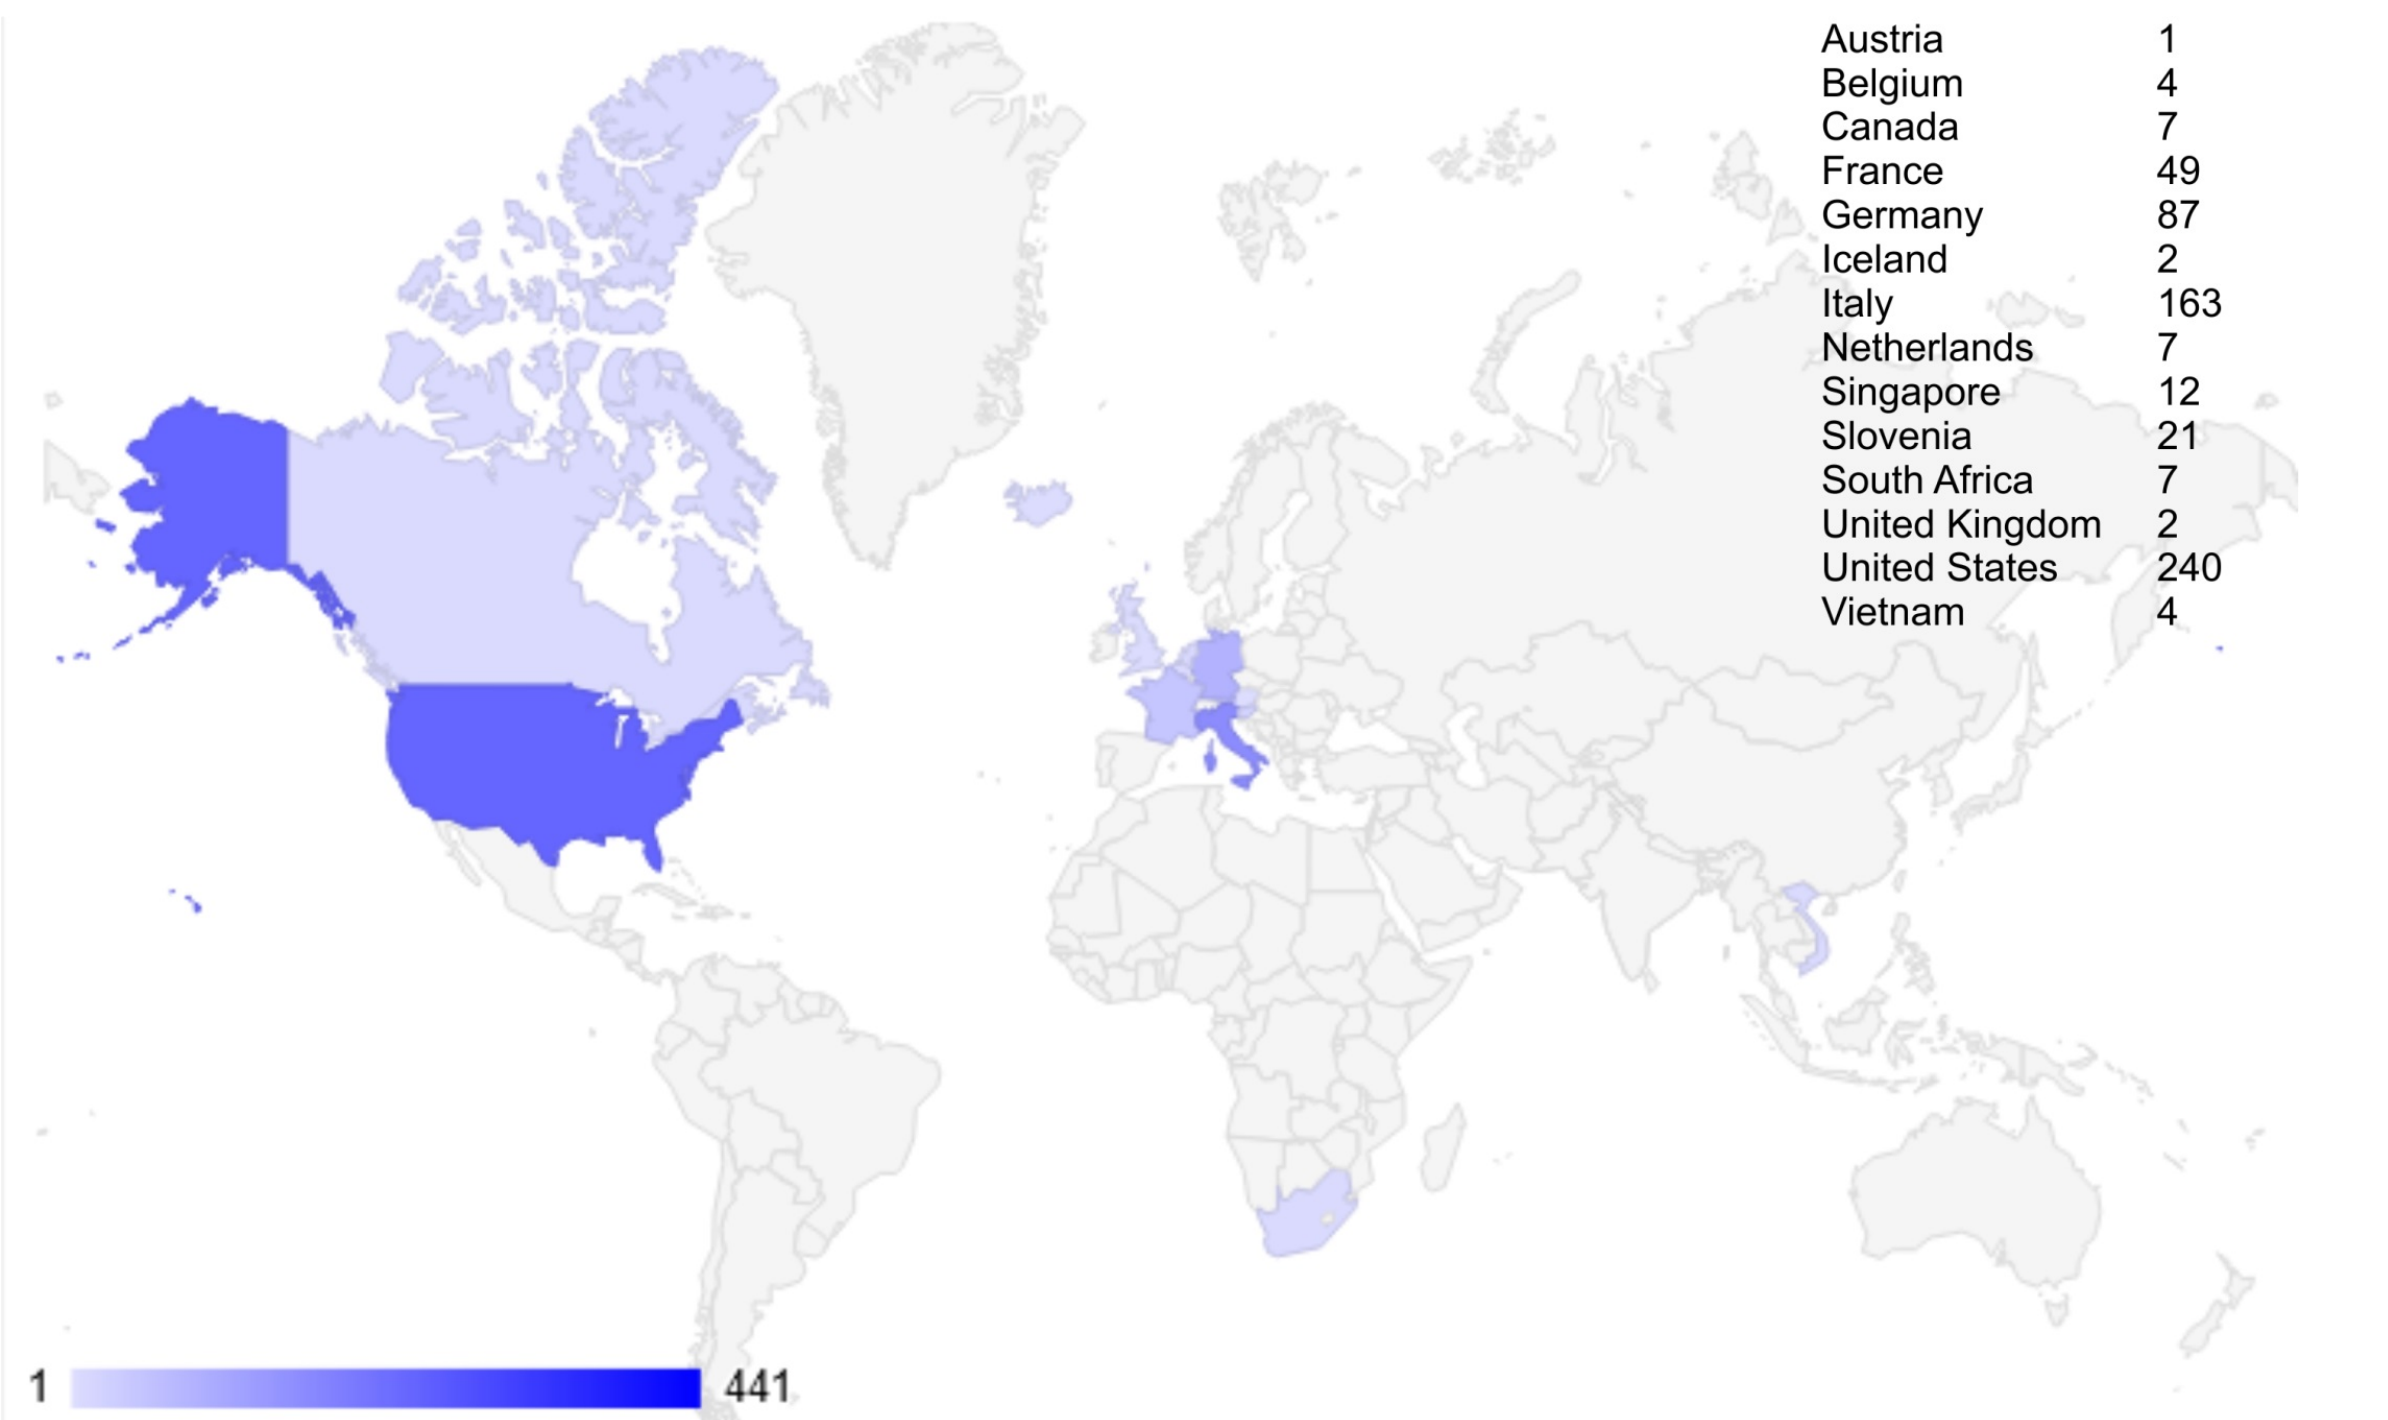 Austria 1
Belgium 4
Canada 7
France 49
Germany 87
Iceland 2
Italy 163
Netherlands 7
Singapore 12
Slovenia 21
South Africa 7
United Kingdom 2
United States 240
Vietnam 4
1 441